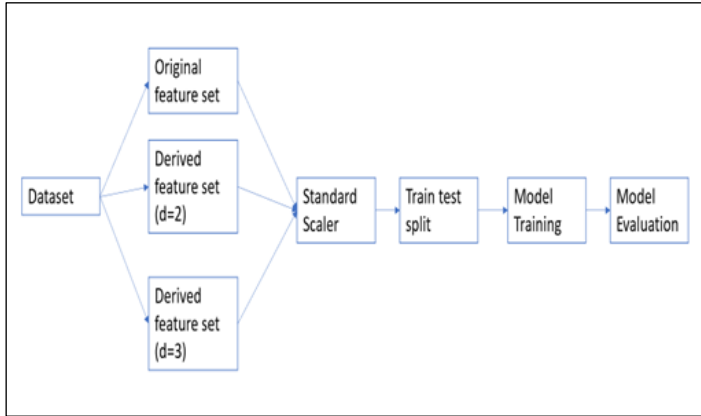 Dataset
Original
feature set
Derived
feature set
(d=2)
Derived
feature set
(d=3)
Standard
Scaler
Train test
split
Model
Training
Model
Evaluation